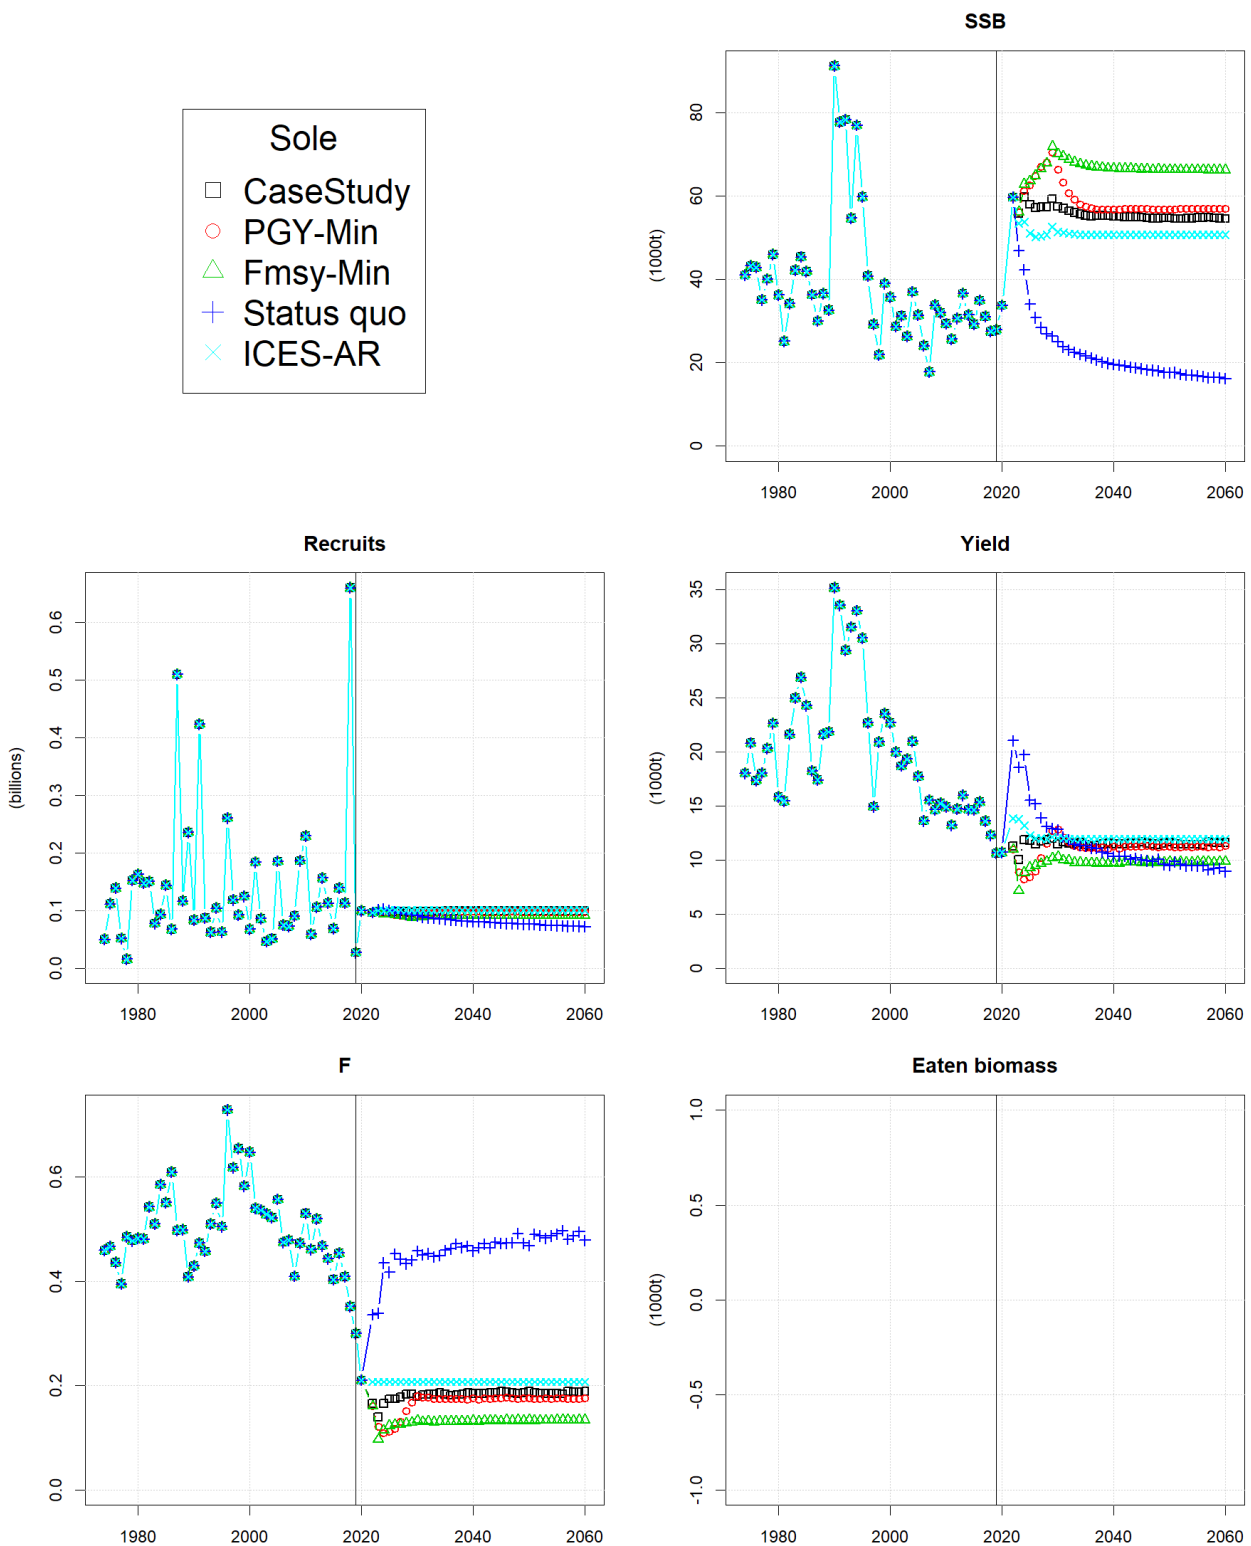 SSB
Sole
CaseStudy
PGY-Min
Fmsy-Min
Status quo
ICES-AR
(1000t)
0 20 40 60 80
1980 2000 2020 2040 2060
Recruits
(billions)
0.0 0.1 0.2 0.3 0.4 0.5 0.6
1980 2000 2020 2040 2060
Yield
(1000t)
0 5 10 15 20 25 30 35
1980 2000 2020 2040 2060
F
0.0 0.2 0.4 0.6
1980 2000 2020 2040 2060
Eaten biomass
(1000t)
-1.0 -0.5 0.0 0.5 1.0
1980 2000 2020 2040 2060